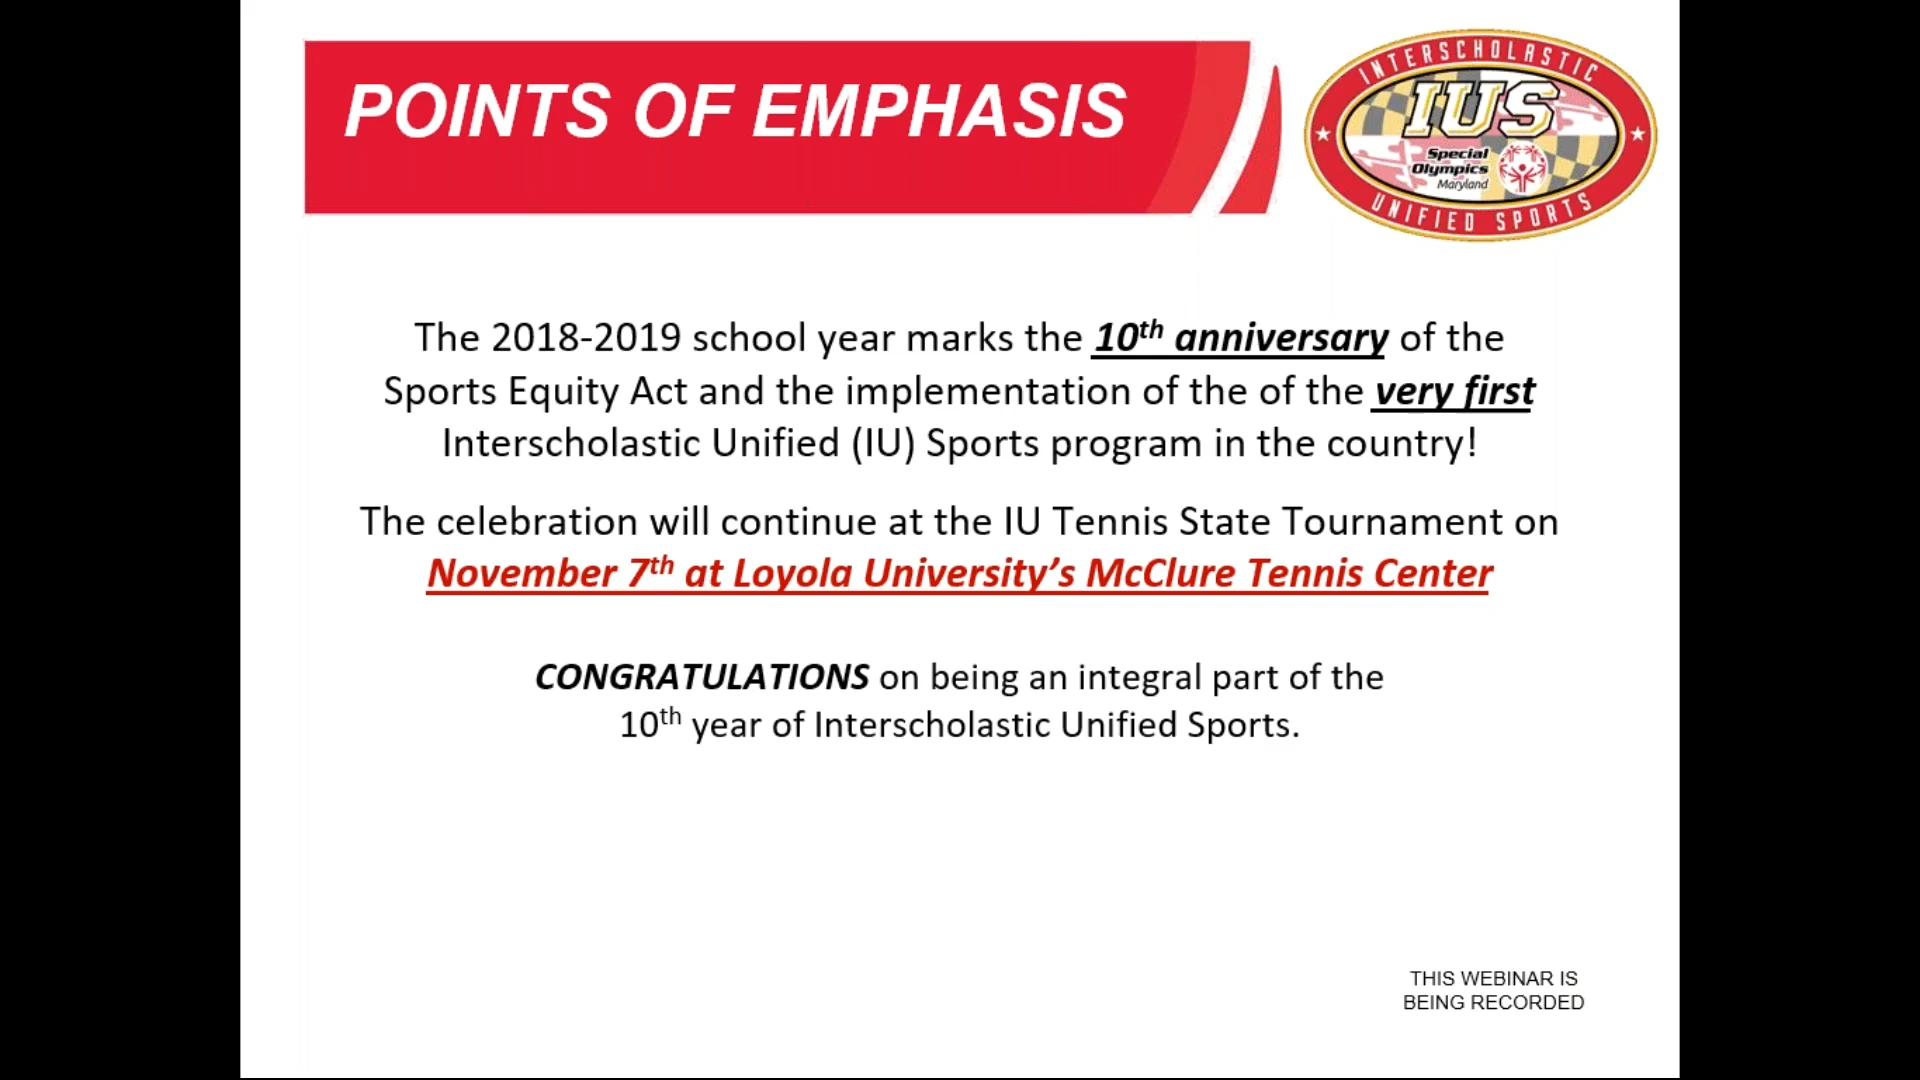 POINTS OF EMPHASIS
INTERSCHOLASTIC
IUS
Special
Olympics
Maryland
UNIFIED SPORTS
The 2018-2019 school year marks the 10th anniversary of the
Sports Equity Act and the implementation of the of the very first
Interscholastic Unified (IU) Sports program in the country!
The celebration will continue at the IU Tennis State Tournament on
November 7th at Loyola University’s McClure Tennis Center
CONGRATULATIONS on being an integral part of the
10th year of Interscholastic Unified Sports.
THIS WEBINAR IS
BEING RECORDED